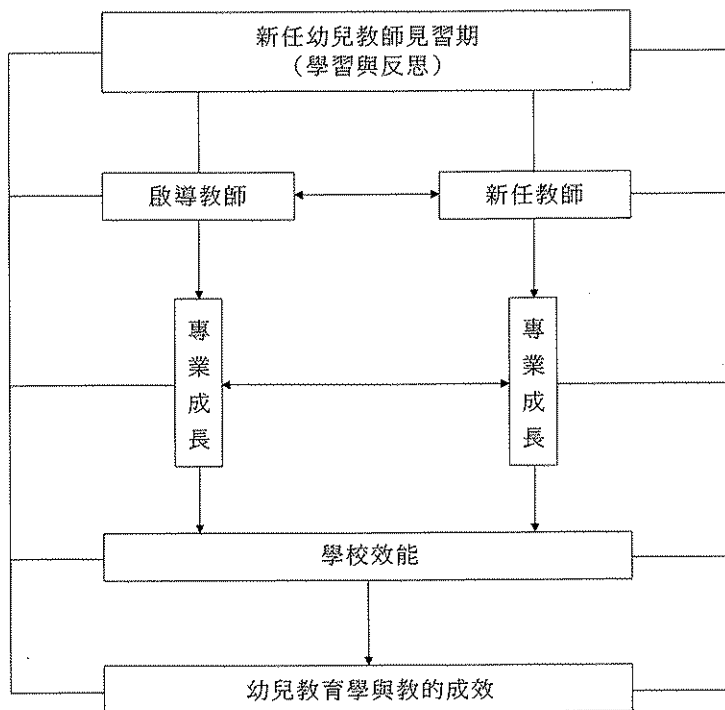 新任幼兒教師見習期
（學習與反思）
啟導教師
新任教師
專業成長
專業成長
學校效能
幼兒教育學與教的成效